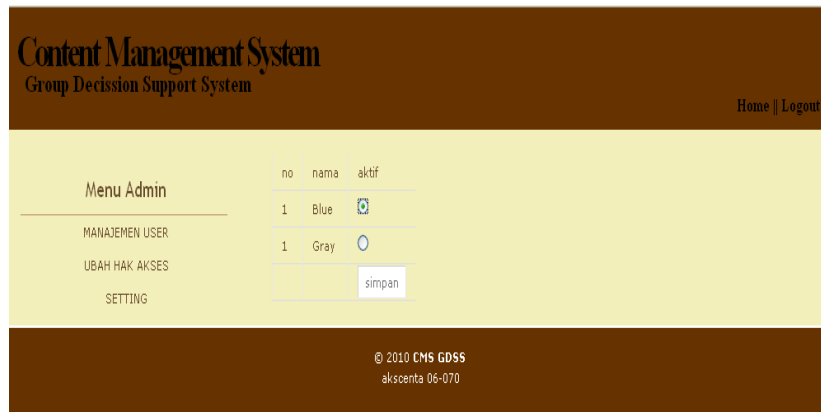 Content Management System
Group Decission Support System
Home || Logout
Menu Admin
MANAJEMEN USER
UBAH HAK AKSES
SETTING
no nama aktif
1 Blue
1 Gray
simpan
© 2010 CMS GDSS
akscenta 06-070